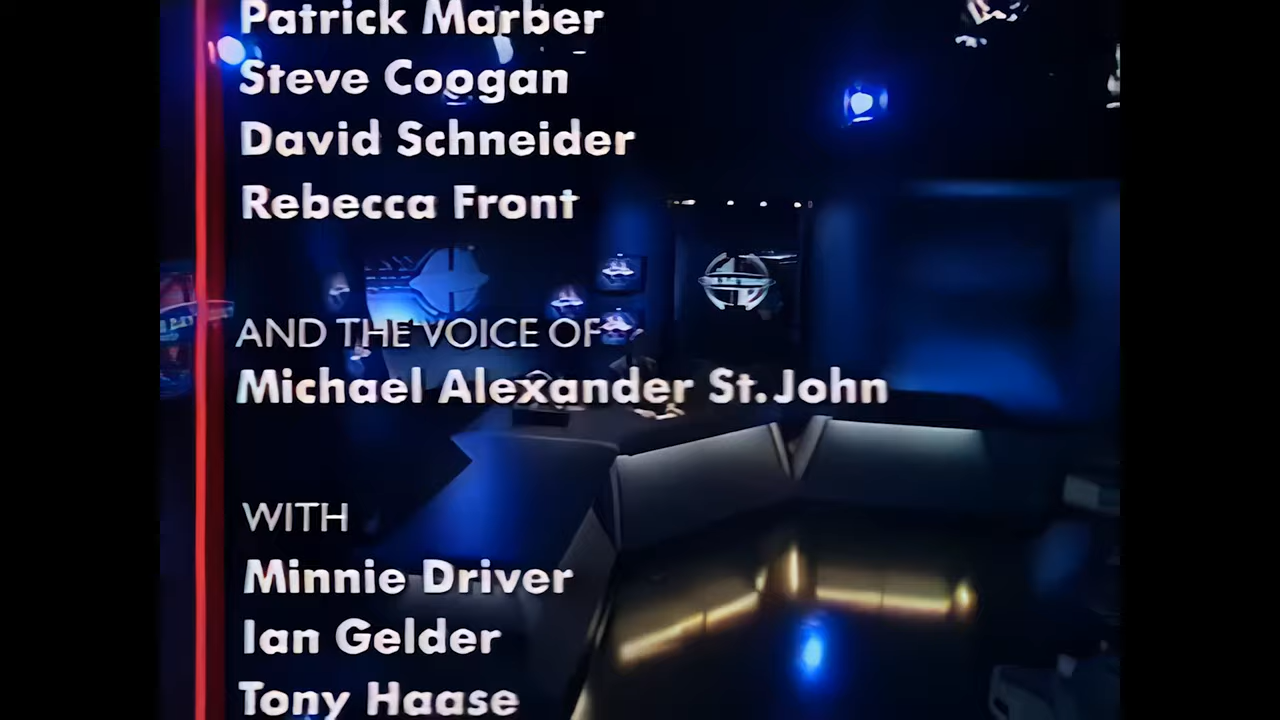 Patrick Marber
Steve Coogan
David Schneider
Rebecca Front
AND THE VOICE OF
Michael Alexander St.John
WITH
Minnie Driver
Ian Gelder
Tony Haase